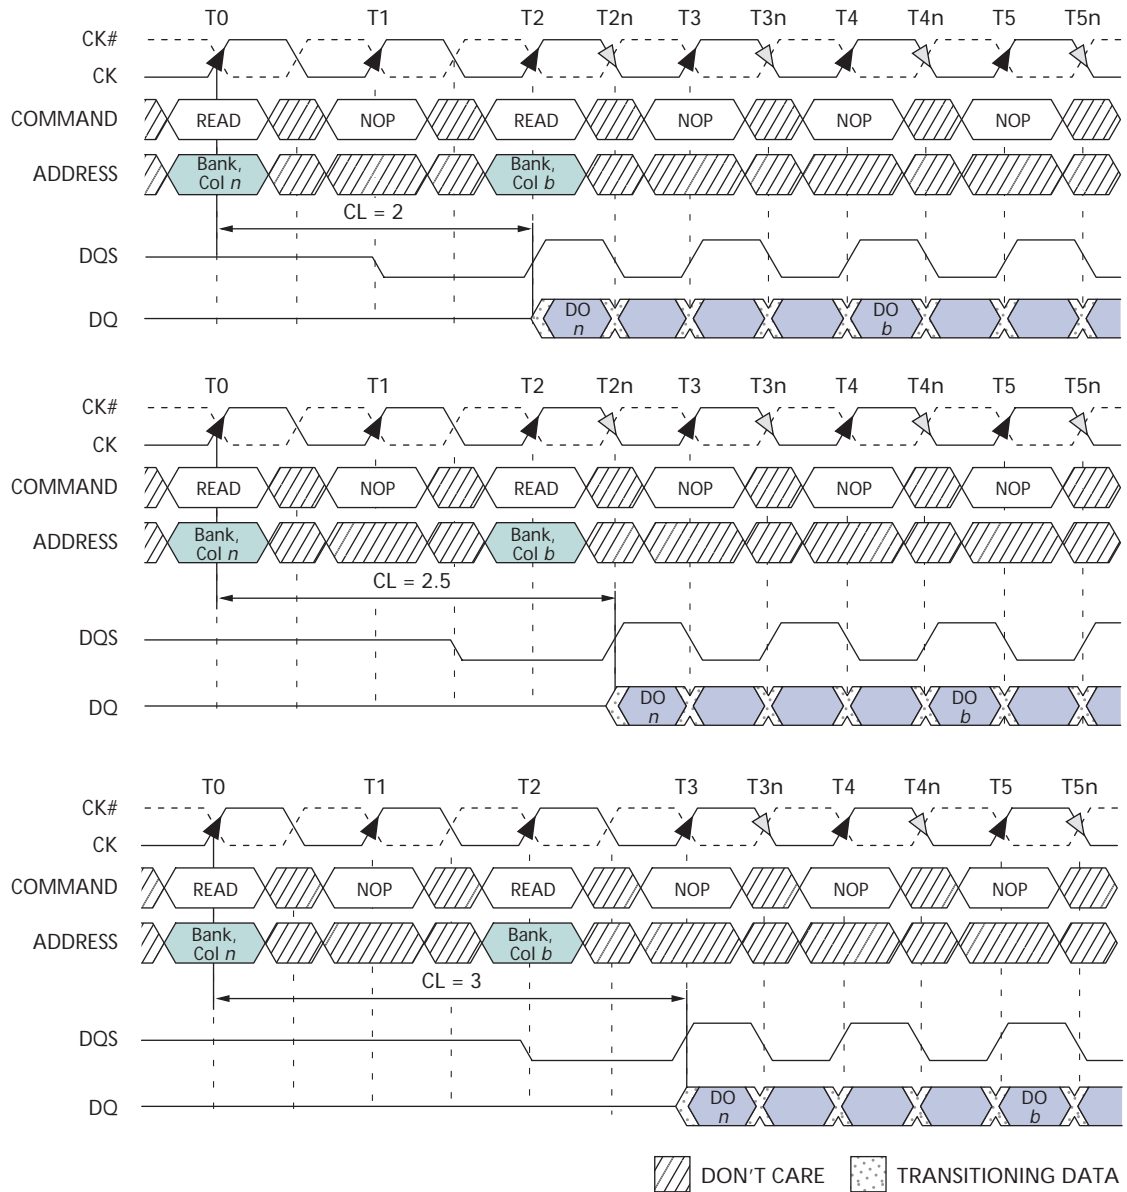 T0 T1 T2 T2n T3 T3n T4 T4n T5 T5n
CK#
CK
COMMAND READ NOP READ NOP NOP NOP
ADDRESS Bank, Col n Bank, Col b
CL = 2
DQS
DQ DO n DO b
T0 T1 T2 T2n T3 T3n T4 T4n T5 T5n
CK#
CK
COMMAND READ NOP READ NOP NOP NOP
ADDRESS Bank, Col n Bank, Col b
CL = 2.5
DQS
DQ DO n DO b
T0 T1 T2 T3 T3n T4 T4n T5 T5n
CK#
CK
COMMAND READ NOP READ NOP NOP NOP
ADDRESS Bank, Col n Bank, Col b
CL = 3
DQS
DQ DO n DO b
DON'T CARE TRANSITIONING DATA